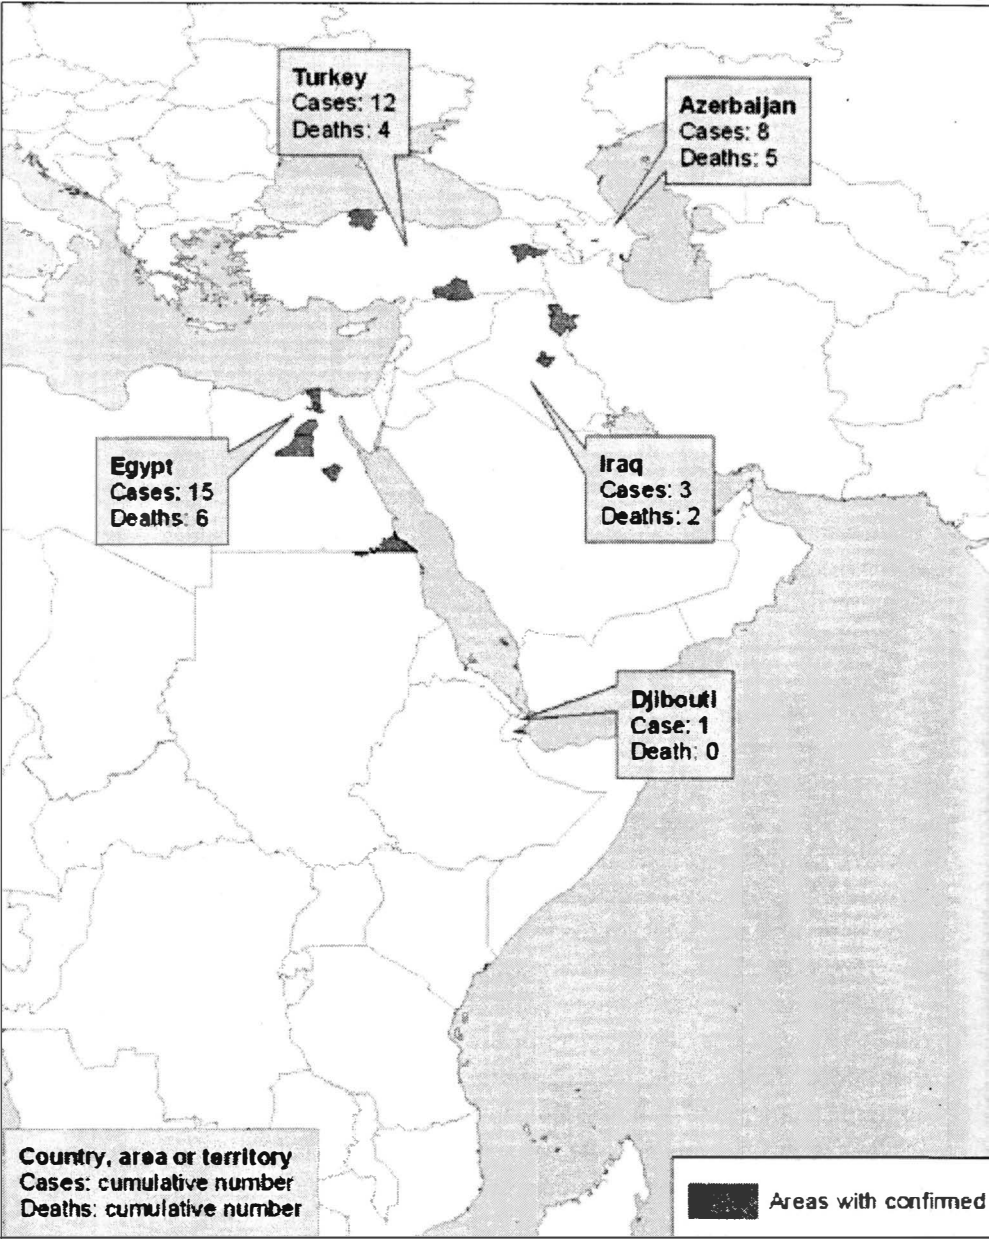 Turkey
Cases: 12
Deaths: 4
Azerbaijan
Cases: 8
Deaths: 5
Egypt
Cases: 15
Deaths: 6
Iraq
Cases: 3
Deaths: 2
Djibouti
Case: 1
Death: 0
Country, area or territory
Cases: cumulative number
Deaths: cumulative number
Areas with confirmed